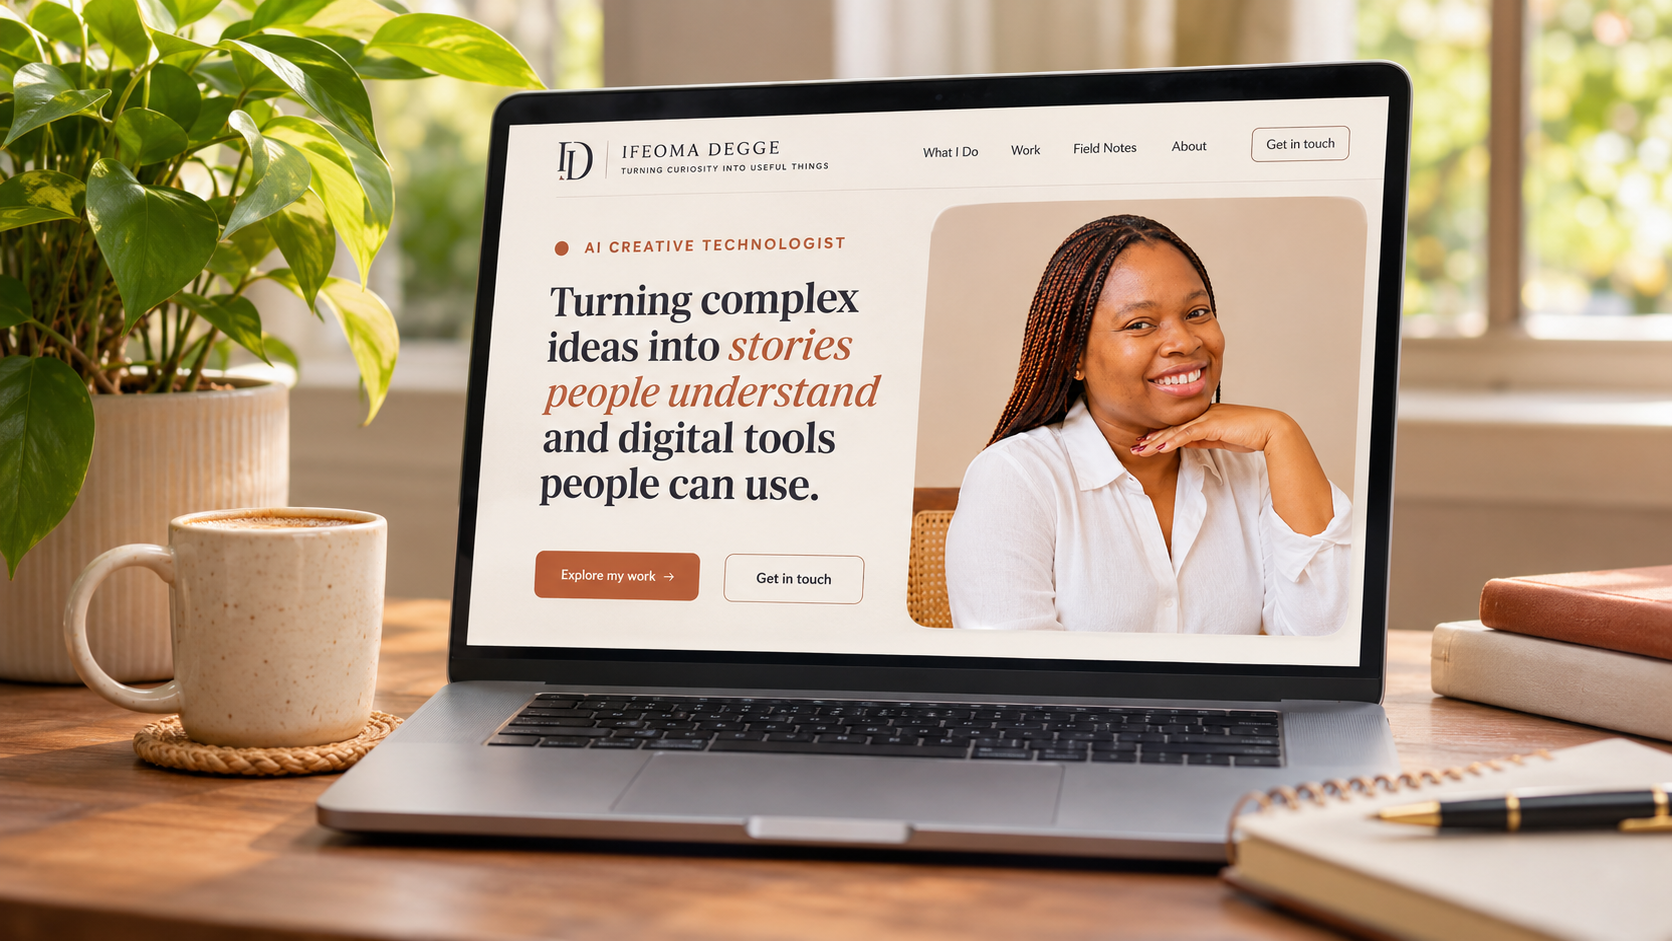 ID
IFEOMA DEGGE
TURNING CURIOSITY INTO USEFUL THINGS
What I Do
Work
Field Notes
About
Get in touch
AI CREATIVE TECHNOLOGIST
Turning complex
ideas into stories
people understand
and digital tools
people can use.
Explore my work →
Get in touch